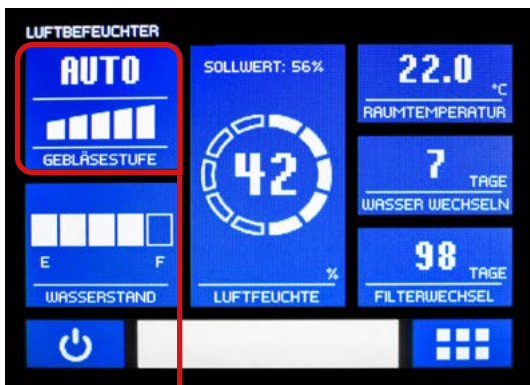 LUFTBEFEUCHTER
AUTO
GEBLÄSESTUFE
E F
WASSERSTAND
SOLLWERT: 56%
42
%
LUFTFEUCHTE
22.0 °C
RAUMTEMPERATUR
7 TAGE
WASSER WECHSELN
98 TAGE
FILTERWECHSEL